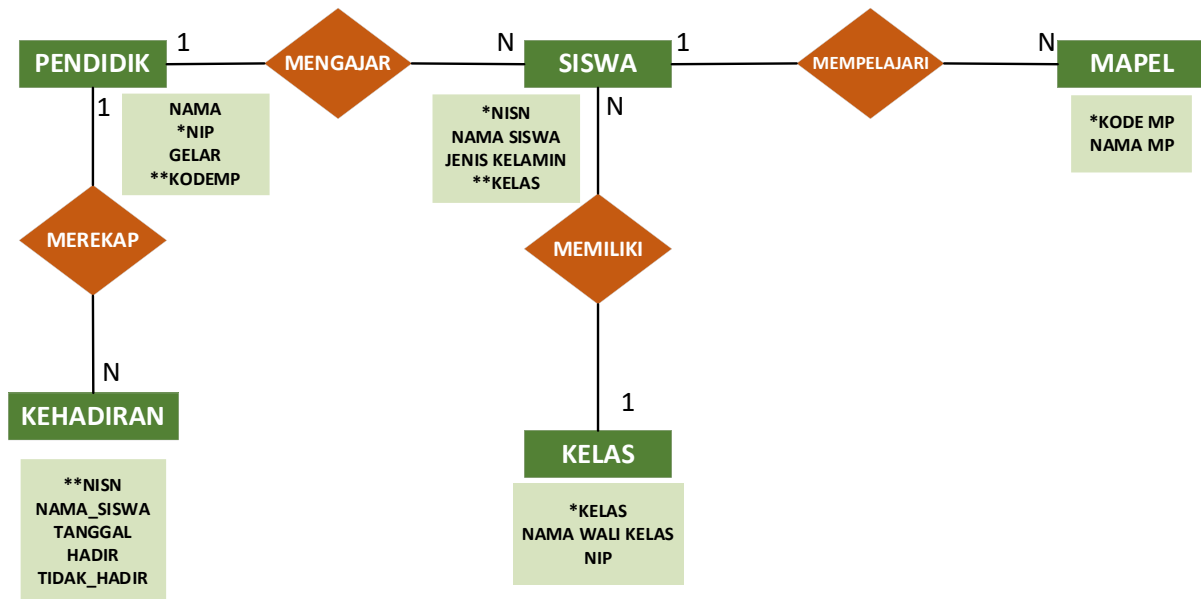 1
N
1
N
PENDIDIK
MENGAJAR
SISWA
MEMPELAJARI
MAPEL
1
NAMA
*NIP
GELAR
**KODEMP
*NISN
NAMA SISWA
JENIS KELAMIN
**KELAS
N
*KODE MP
NAMA MP
MEREKAP
MEMILIKI
N
1
KEHADIRAN
KELAS
**NISN
NAMA_SISWA
TANGGAL
HADIR
TIDAK_HADIR
*KELAS
NAMA WALI KELAS
NIP